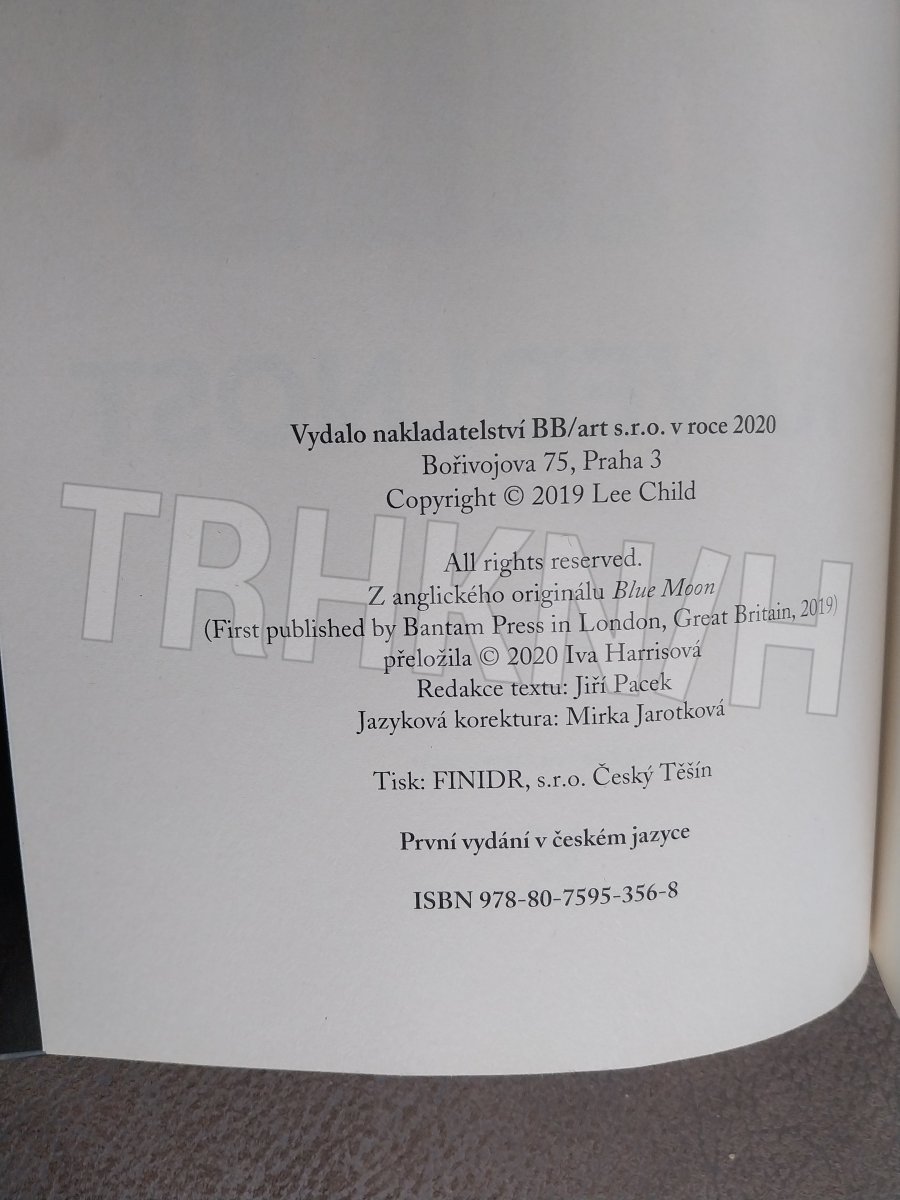 Vydalo nakladatelství BB/art s.r.o. v roce 2020
Bořivojova 75, Praha 3
Copyright © 2019 Lee Child
All rights reserved.
Z anglického originálu Blue Moon
(First published by Bantam Press in London, Great Britain, 2019)
přeložila © 2020 Iva Harrisová
Redakce textu: Jiří Pacek
Jazyková korektura: Mirka Jarotková
Tisk: FINIDR, s.r.o. Český Těšín
První vydání v českém jazyce
ISBN 978-80-7595-356-8
TRHKNIH